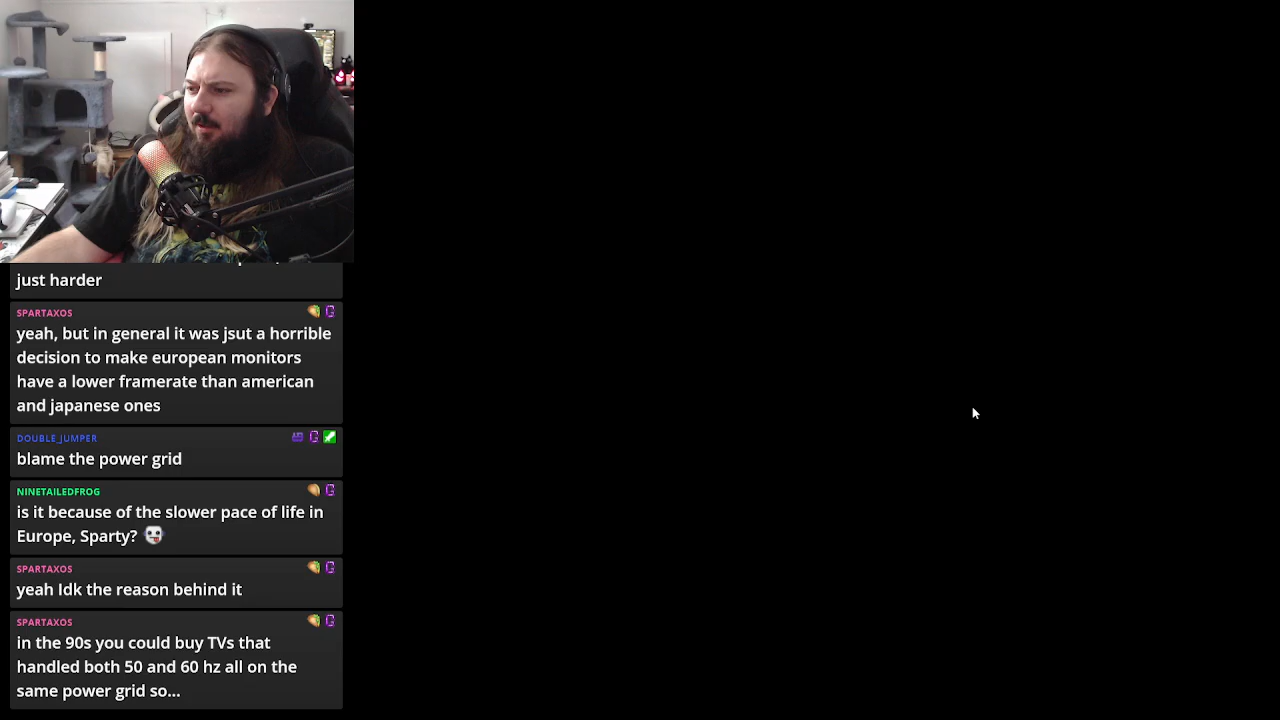 just harder
SPARTAXOS
yeah, but in general it was jsut a horrible
decision to make european monitors
have a lower framerate than american
and japanese ones
DOUBLE_JUMPER
blame the power grid
NINETAILEDFROG
is it because of the slower pace of life in
Europe, Sparty?
SPARTAXOS
yeah Idk the reason behind it
SPARTAXOS
in the 90s you could buy TVs that
handled both 50 and 60 hz all on the
same power grid so...